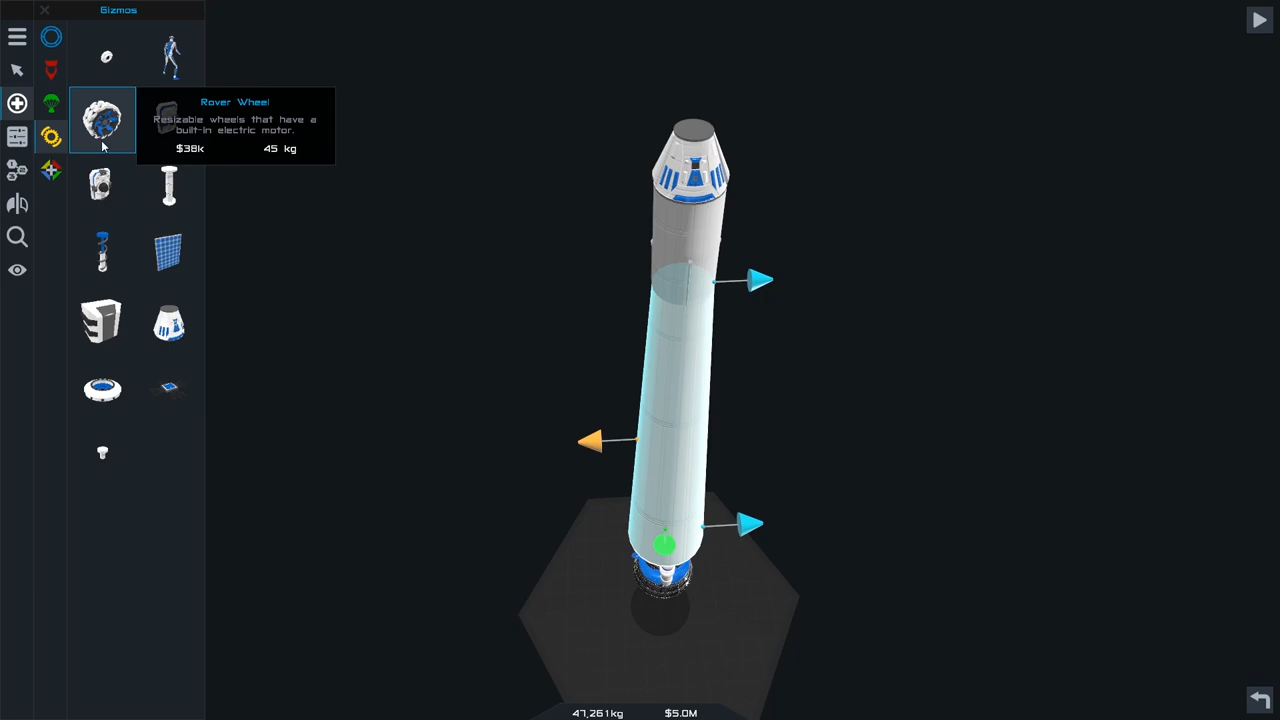 Gizmos
Rover Wheel
Resizable wheels that have a
built-in electric motor.
$38k 45 kg
47,261kg $5.0M